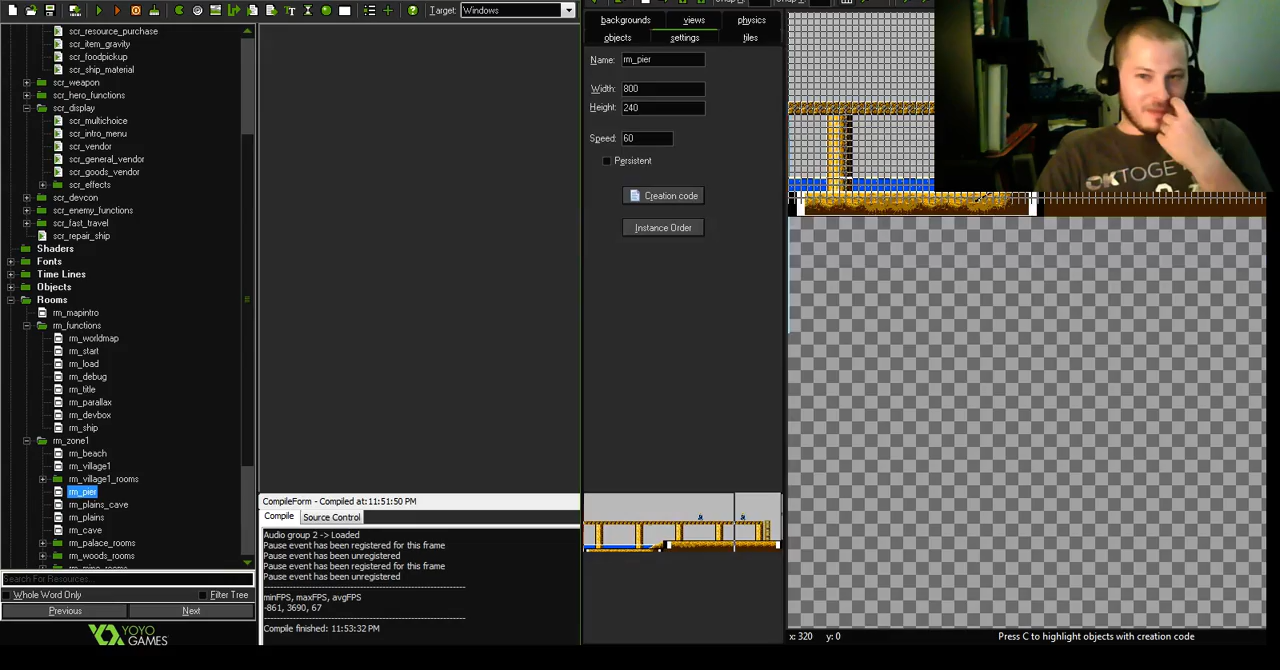 Target: Windows
scr_resource_purchase
scr_item_gravity
scr_foodpickup
scr_ship_material
scr_weapon
scr_hero_functions
scr_display
scr_multichoice
scr_intro_menu
scr_vendor
scr_general_vendor
scr_goods_vendor
scr_effects
scr_devcon
scr_enemy_functions
scr_fast_travel
scr_repair_ship
Shaders
Fonts
Time Lines
Objects
Rooms
rm_mapintro
rm_functions
rm_worldmap
rm_start
rm_load
rm_debug
rm_title
rm_parallax
rm_devbox
rm_ship
rm_zone1
rm_beach
rm_village1
rm_village1_rooms
rm_pier
rm_plains_cave
rm_plains
rm_cave
rm_palace_rooms
rm_woods_rooms
Search For Resources...
Whole Word Only
Filter Tree
Previous
Next
YOYO
GAMES
CompileForm - Compiled at:11:51:50 PM
Compile
Source Control
Audio group 2 -> Loaded
Pause event has been registered for this frame
Pause event has been unregistered
Pause event has been registered for this frame
Pause event has been unregistered
minFPS, maxFPS, avgFPS
-861, 3690, 67
Compile finished: 11:53:32 PM
backgrounds
views
physics
objects
settings
tiles
Name: rm_pier
Width: 800
Height: 240
Speed: 60
Persistent
Creation code
Instance Order
x: 320 y: 0
Press C to highlight objects with creation code